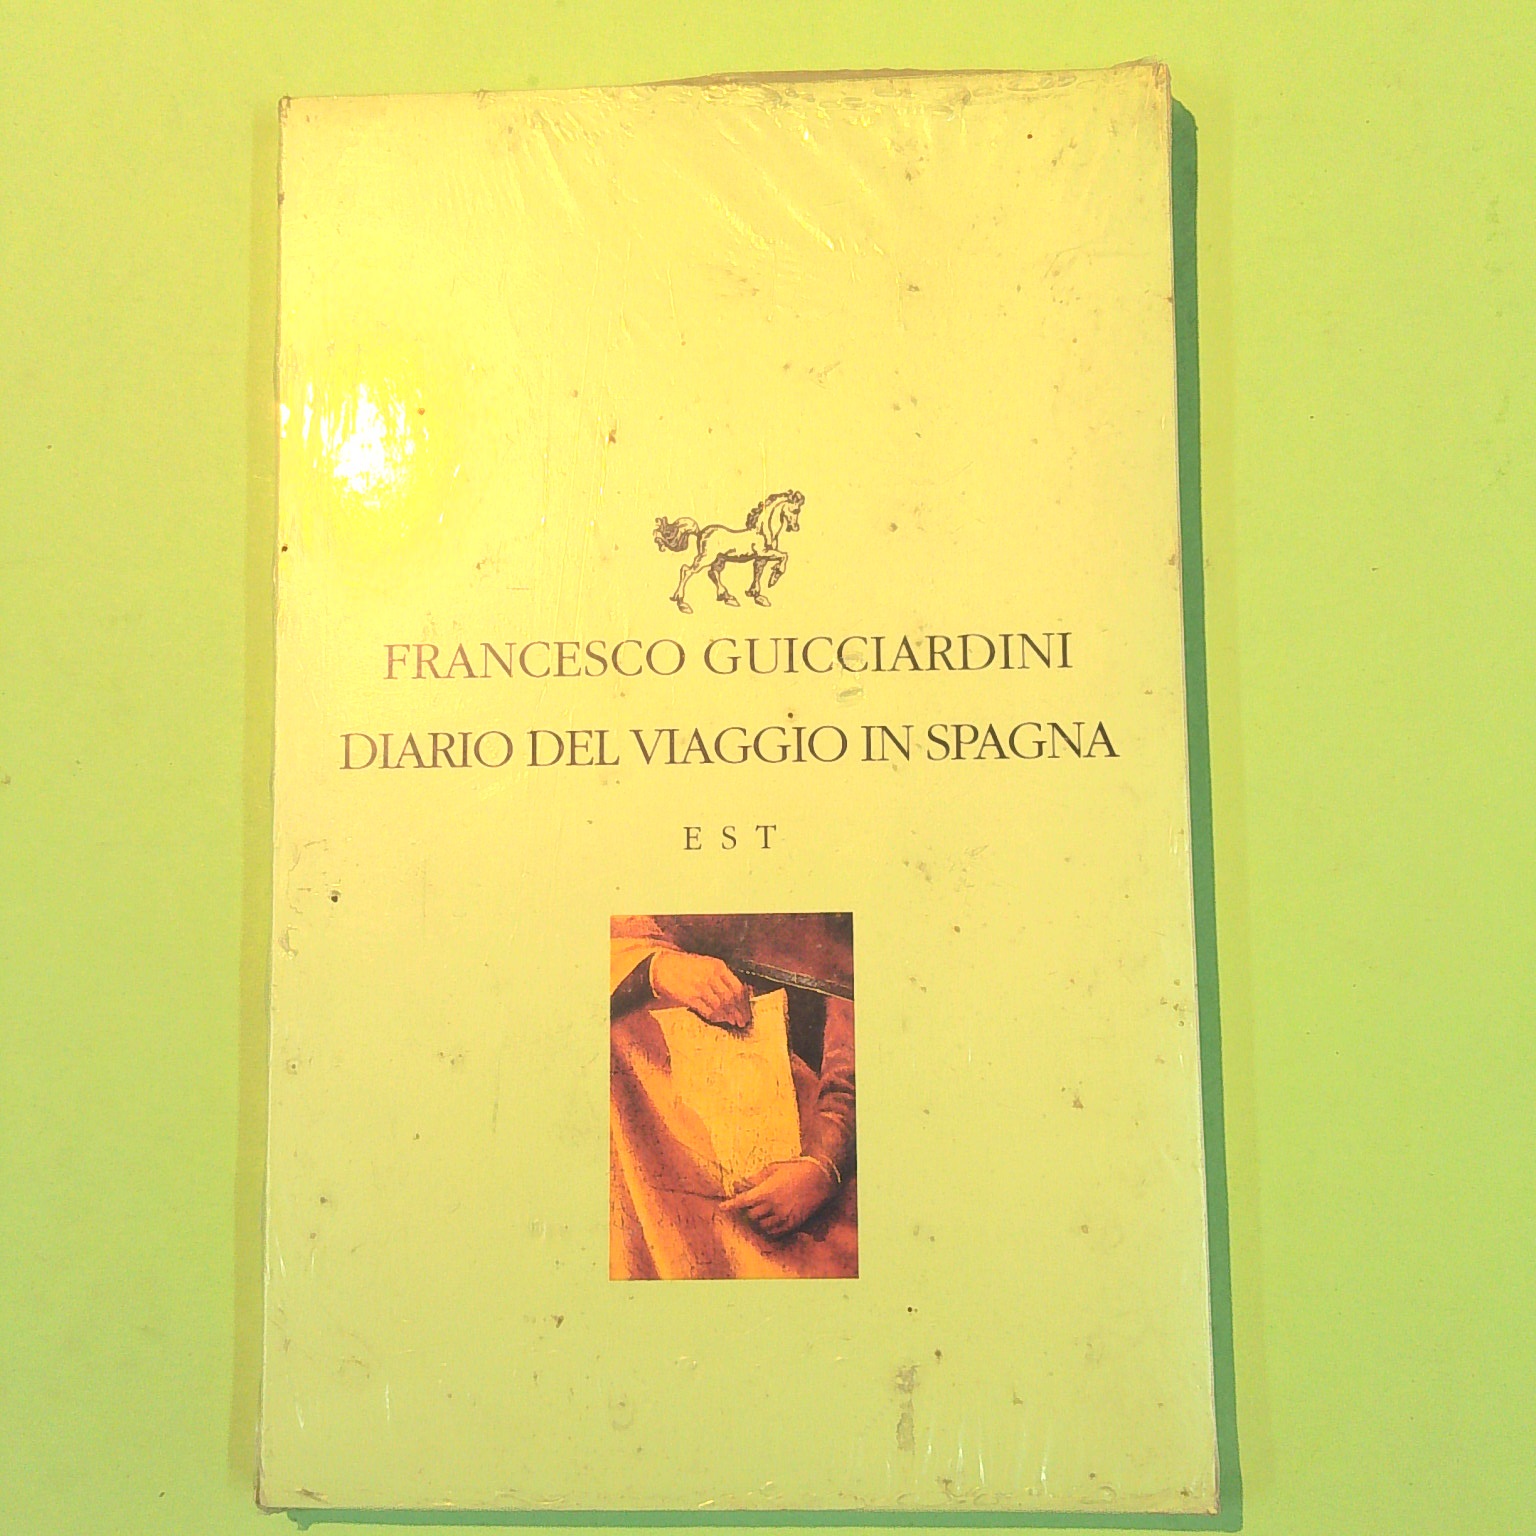 FRANCESCO GUICCIARDINI
DIARIO DEL VIAGGIO IN SPAGNA
EST